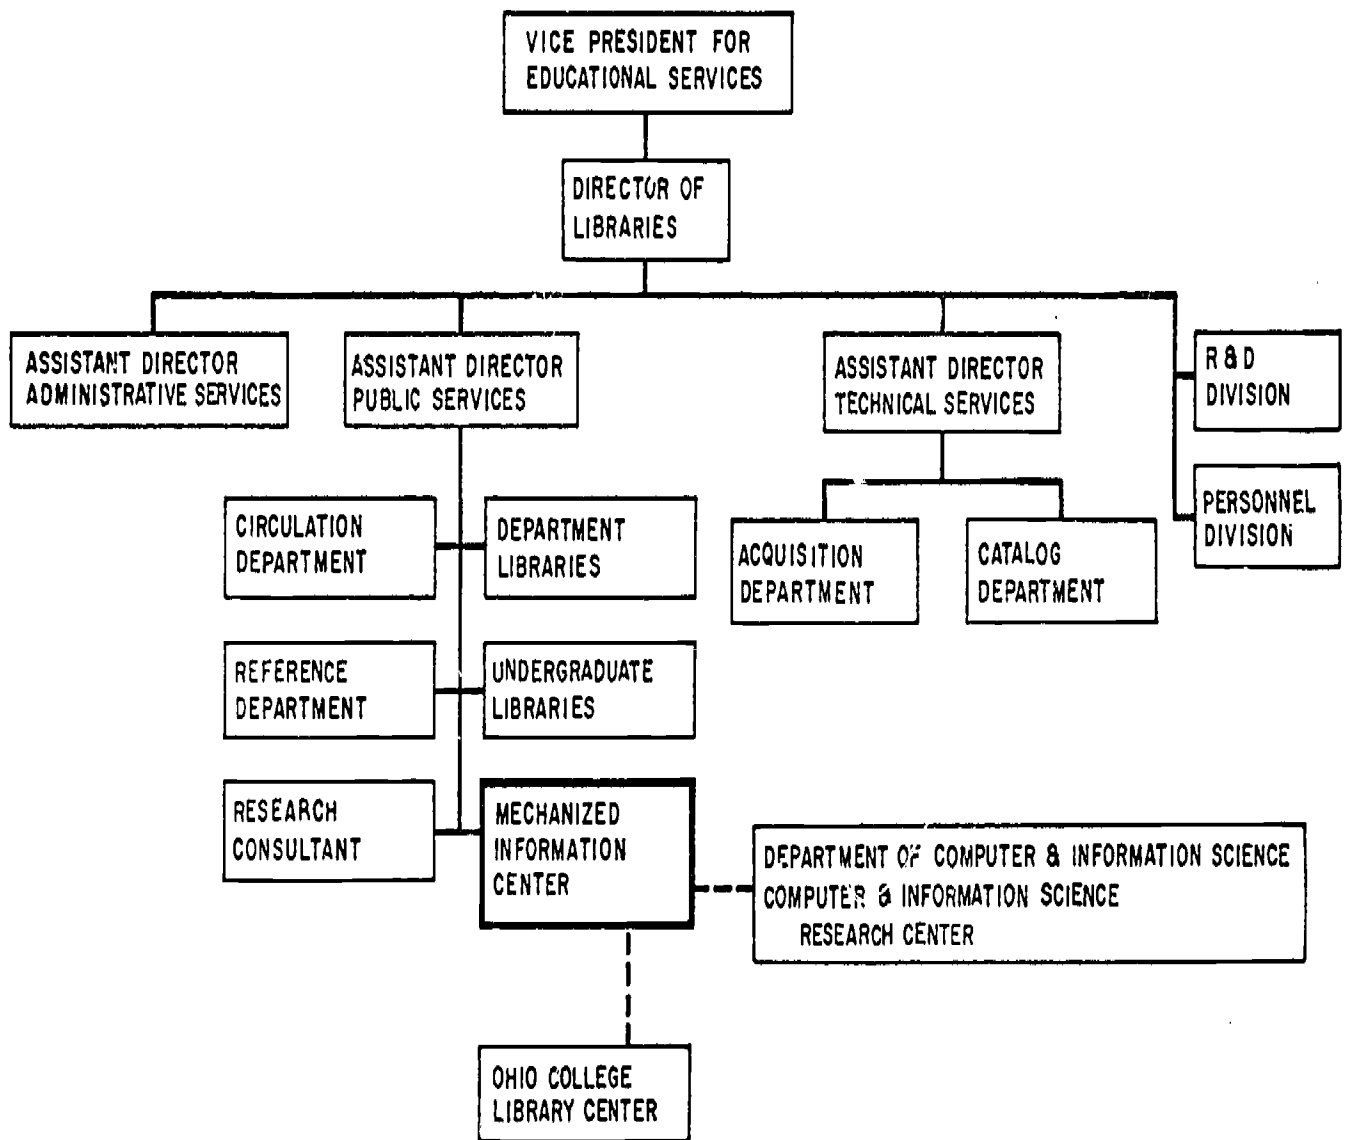 VICE PRESIDENT FOR
EDUCATIONAL SERVICES
DIRECTOR OF
LIBRARIES
ASSISTANT DIRECTOR
ADMINISTRATIVE SERVICES
ASSISTANT DIRECTOR
PUBLIC SERVICES
ASSISTANT DIRECTOR
TECHNICAL SERVICES
R & D
DIVISION
PERSONNEL
DIVISION
CIRCULATION
DEPARTMENT
DEPARTMENT
LIBRARIES
ACQUISITION
DEPARTMENT
CATALOG
DEPARTMENT
REFERENCE
DEPARTMENT
UNDERGRADUATE
LIBRARIES
RESEARCH
CONSULTANT
MECHANIZED
INFORMATION
CENTER
DEPARTMENT OF COMPUTER & INFORMATION SCIENCE
COMPUTER & INFORMATION SCIENCE
RESEARCH CENTER
OHIO COLLEGE
LIBRARY CENTER